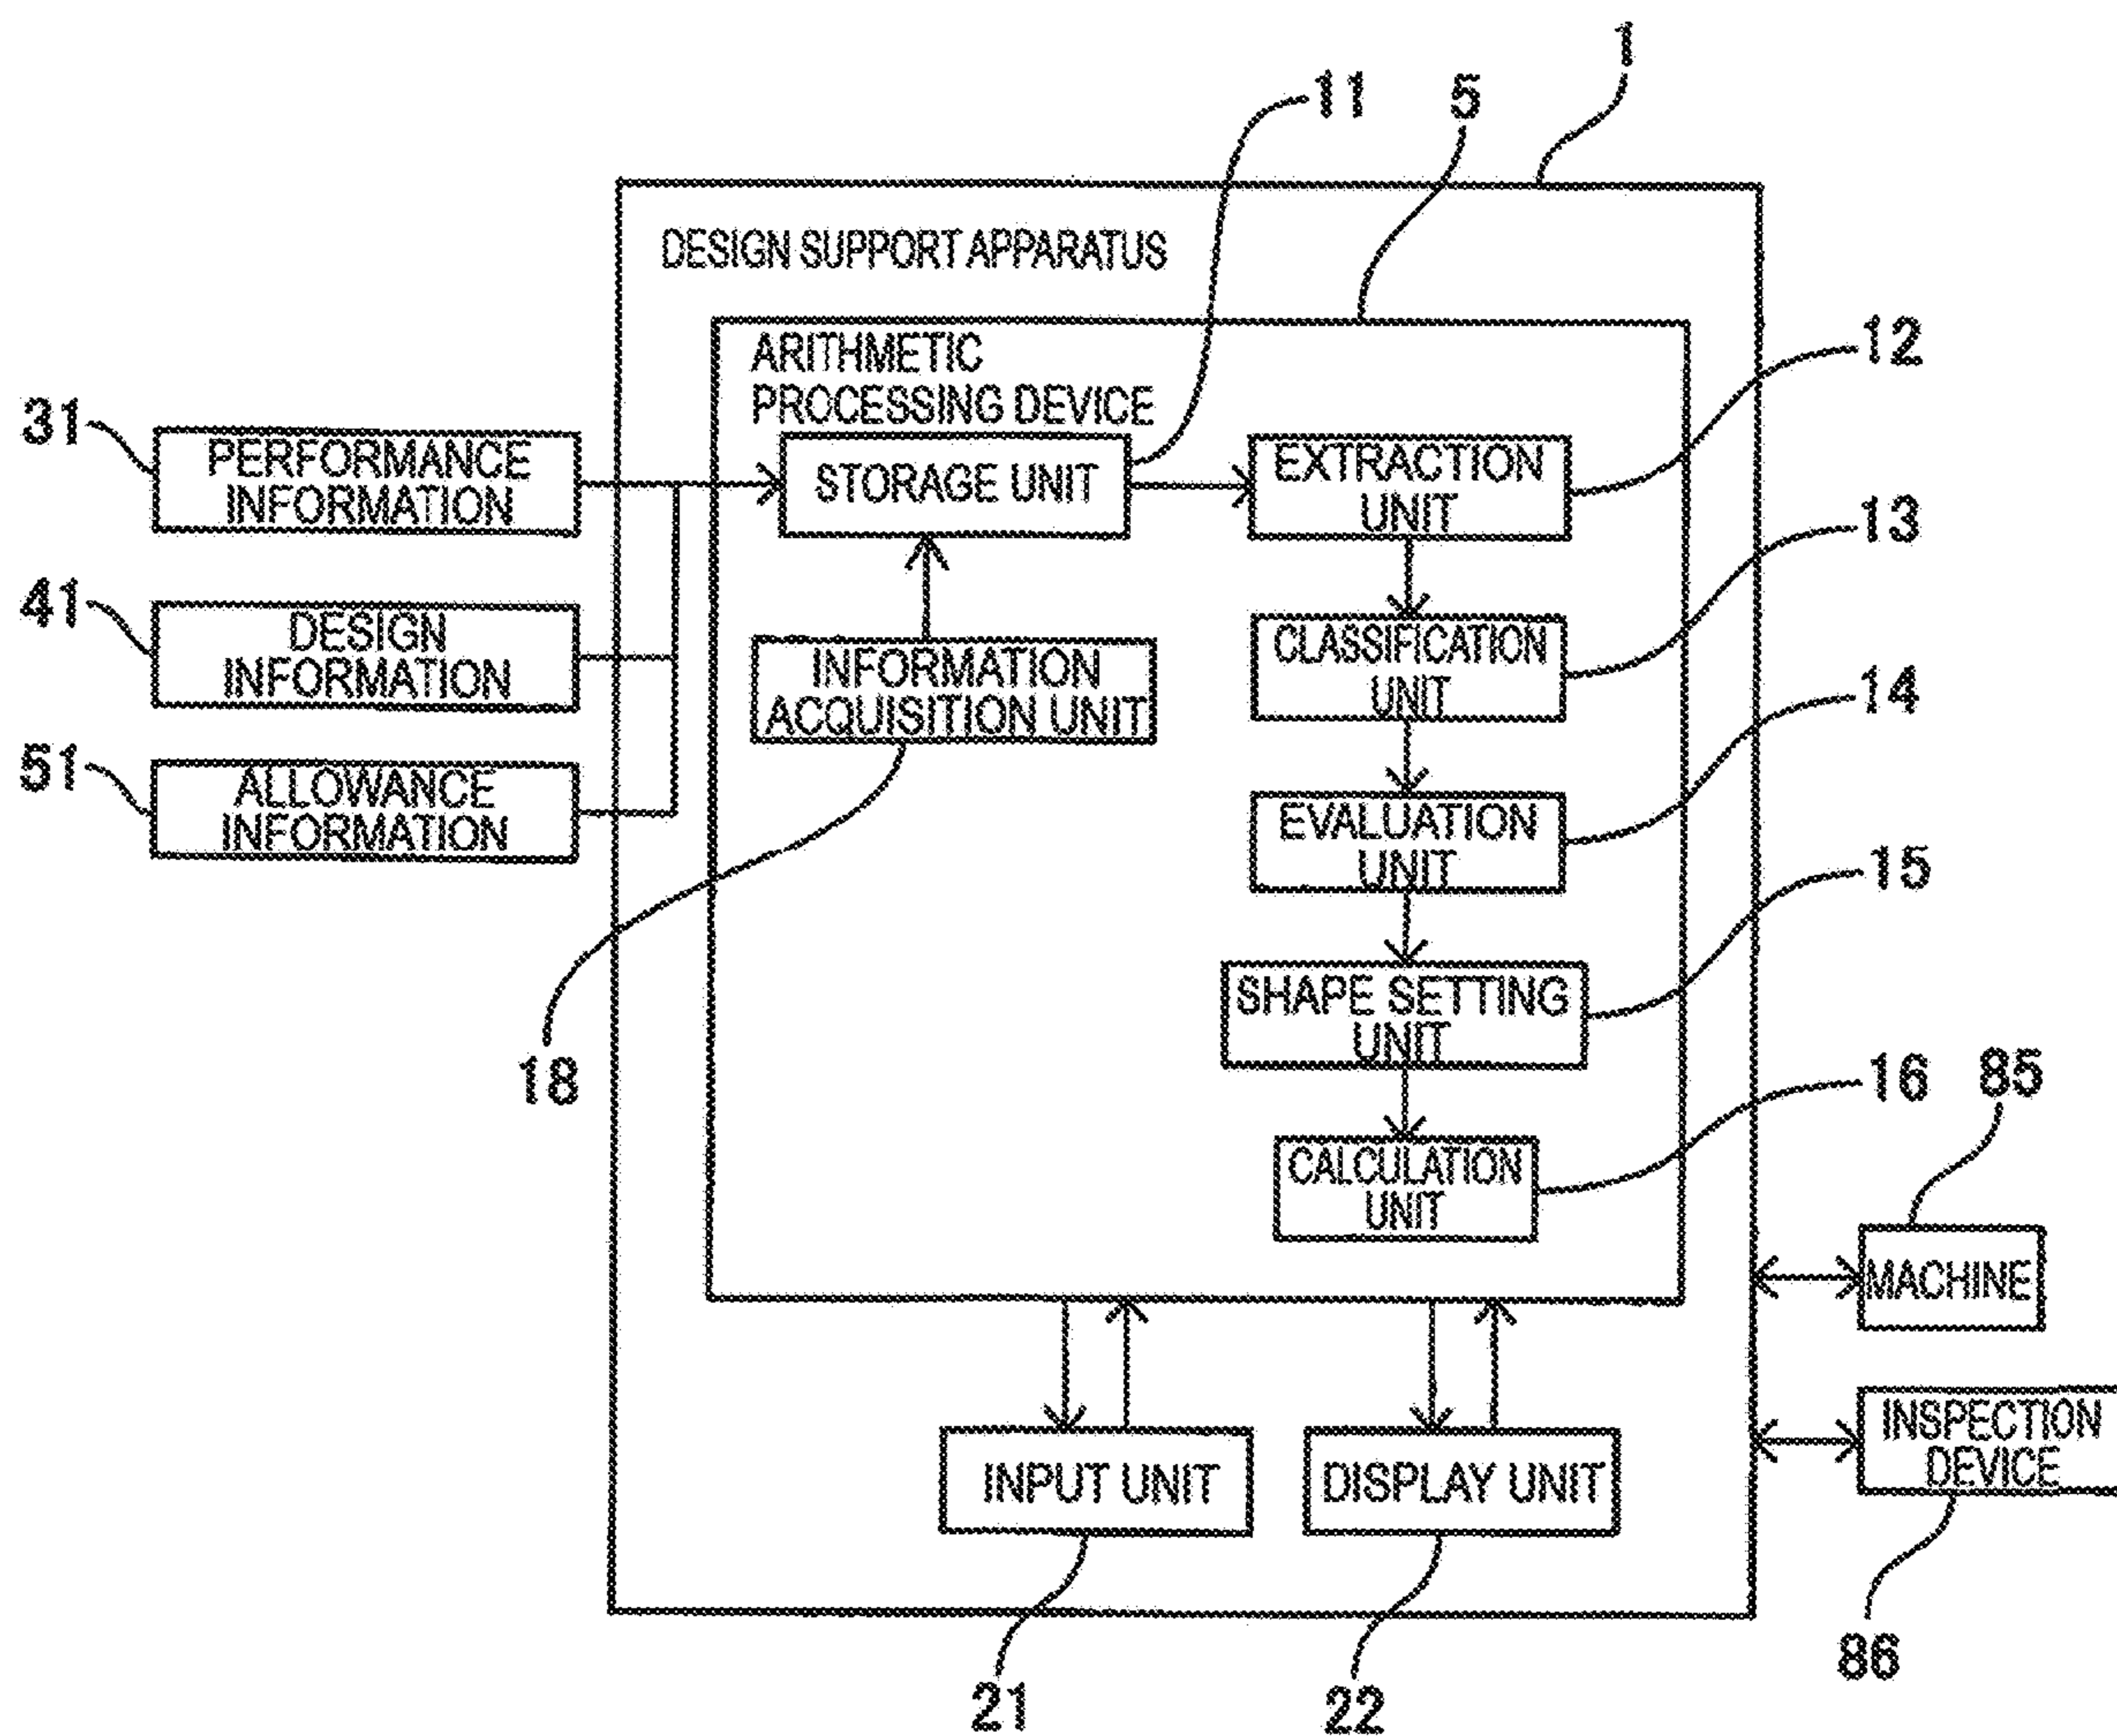 1
5
11
DESIGN SUPPORT APPARATUS
ARITHMETIC
PROCESSING DEVICE
12
31
PERFORMANCE
INFORMATION
STORAGE UNIT
EXTRACTION
UNIT
13
41
DESIGN
INFORMATION
INFORMATION
ACQUISITION UNIT
CLASSIFICATION
UNIT
14
51
ALLOWANCE
INFORMATION
EVALUATION
UNIT
15
18
SHAPE SETTING
UNIT
16
85
CALCULATION
UNIT
MACHINE
INPUT UNIT
DISPLAY UNIT
INSPECTION
DEVICE
21
22
86